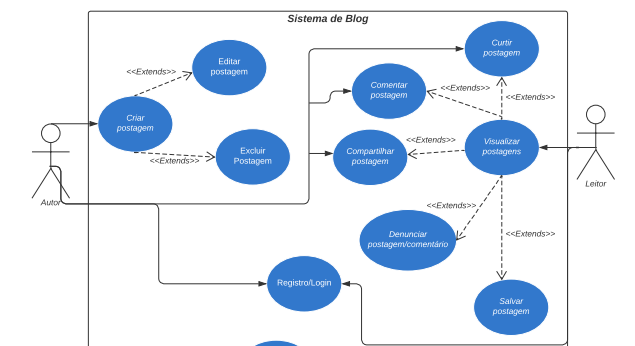 Sistema de Blog
Curtir
postagem
Editar
postagem
<<Extends>>
Comentar
postagem
<<Extends>>
<<Extends>>
Criar
postagem
Autor
<<Extends>>
Excluir
Postagem
Compartilhar
postagem
<<Extends>>
Visualizar
postagens
Leitor
<<Extends>>
Denunciar
postagem/comentário
<<Extends>>
Registro/Login
Salvar
postagem